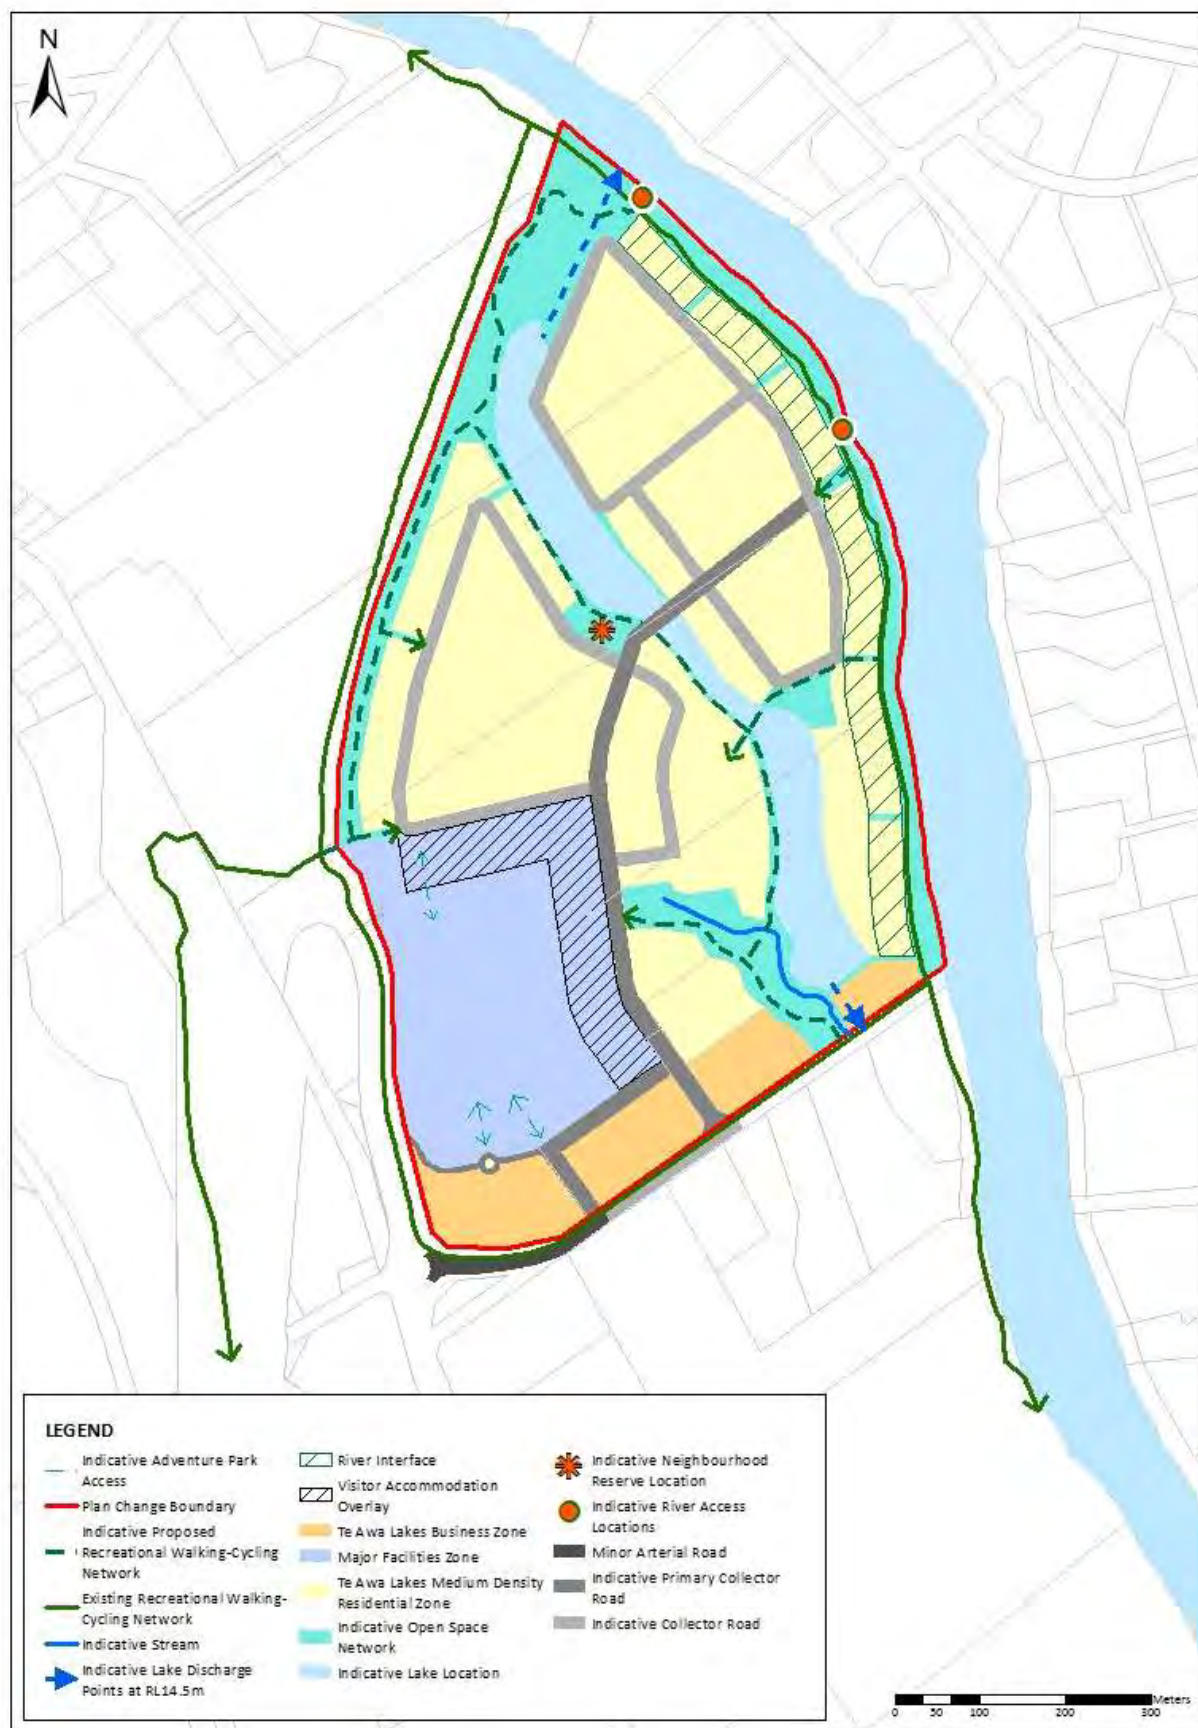 N
LEGEND
Indicative Adventure Park
Access
Plan Change Boundary
Indicative Proposed
Recreational Walking-Cycling
Network
Existing Recreational Walking-
Cycling Network
Indicative Stream
Indicative Lake Discharge
Points at RL14.5m
River Interface
Visitor Accommodation
Overlay
Te Awa Lakes Business Zone
Major Facilities Zone
Te Awa Lakes Medium Density
Residential Zone
Indicative Open Space
Network
Indicative Lake Location
Indicative Neighbourhood
Reserve Location
Indicative River Access
Locations
Minor Arterial Road
Indicative Primary Collector
Road
Indicative Collector Road
Meters
0 50 100 200 300